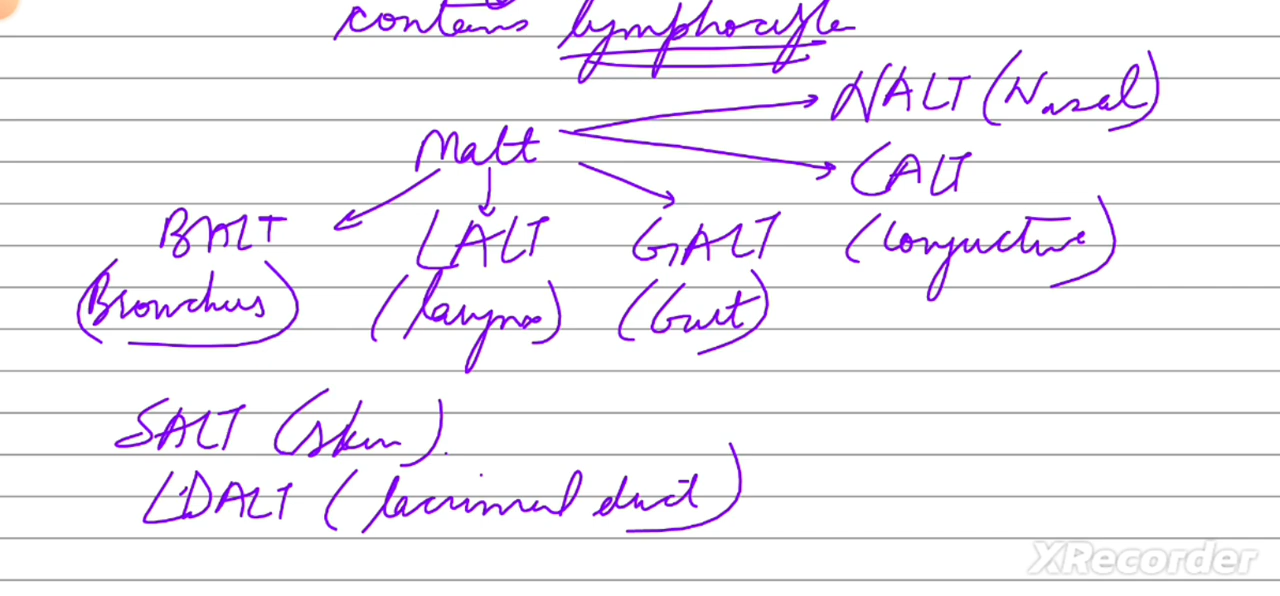 contains lymphocyte
NALT (Nasal)
Malt
CALT
BALT LALT GALT (Conjuctive)
(Bronchus) (larynx) (Gut)
SALT (skin).
LDALT (lacrimal duct)
XRecorder